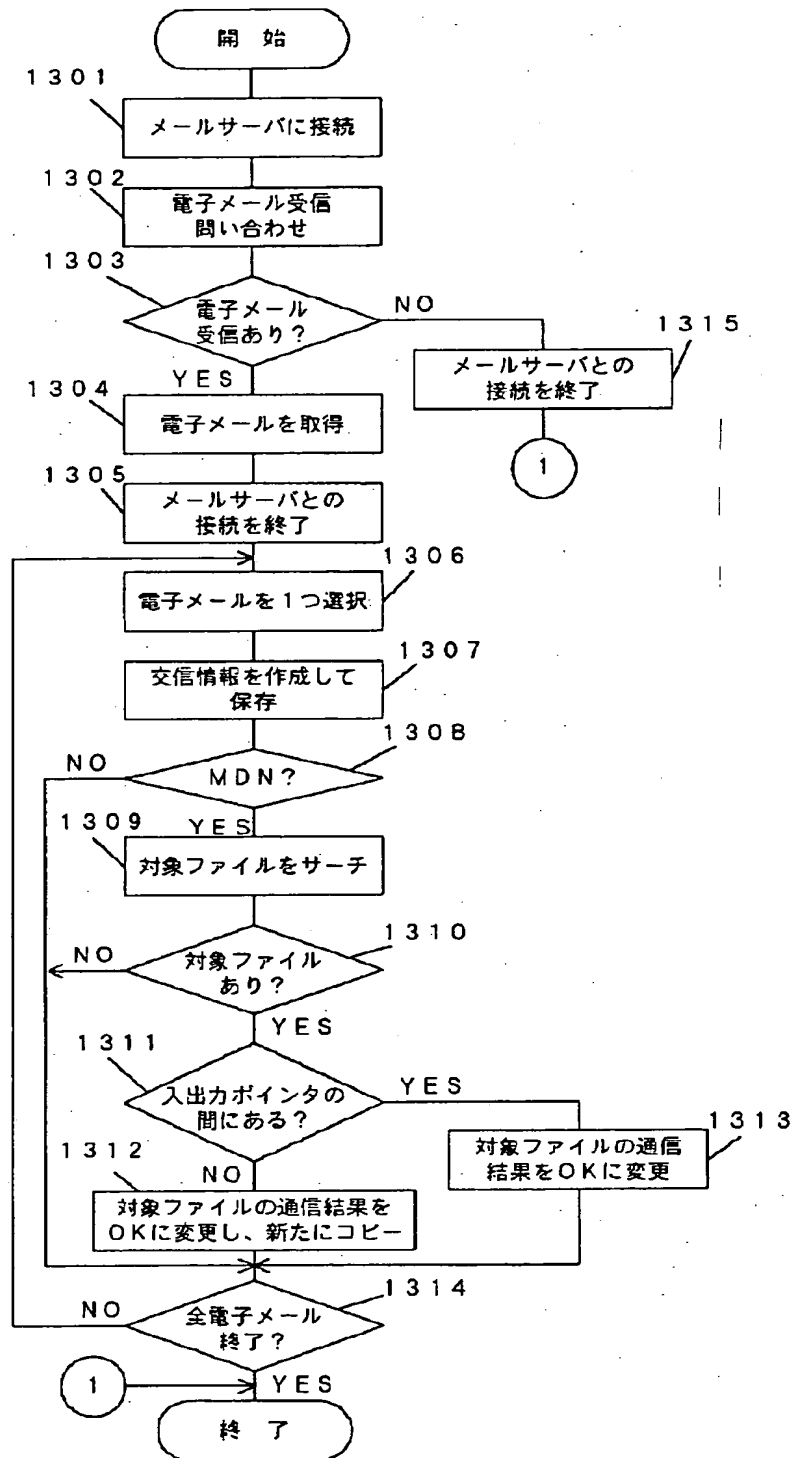 開 始
1301
メールサーバに接続
1302
電子メール受信
問い合わせ
1303
電子メール
受信あり?
NO
1315
メールサーバとの
接続を終了
1
YES
1304
電子メールを取得
1305
メールサーバとの
接続を終了
1306
電子メールを1つ選択
1307
交信情報を作成して
保存
1308
MDN?
NO
YES
1309
対象ファイルをサーチ
1310
対象ファイル
あり?
NO
YES
1311
入出力ポインタの
間にある?
YES
1313
対象ファイルの通信
結果をOKに変更
NO
1312
対象ファイルの通信結果を
OKに変更し、新たにコピー
1314
全電子メール
終了?
NO
YES
1
終 了